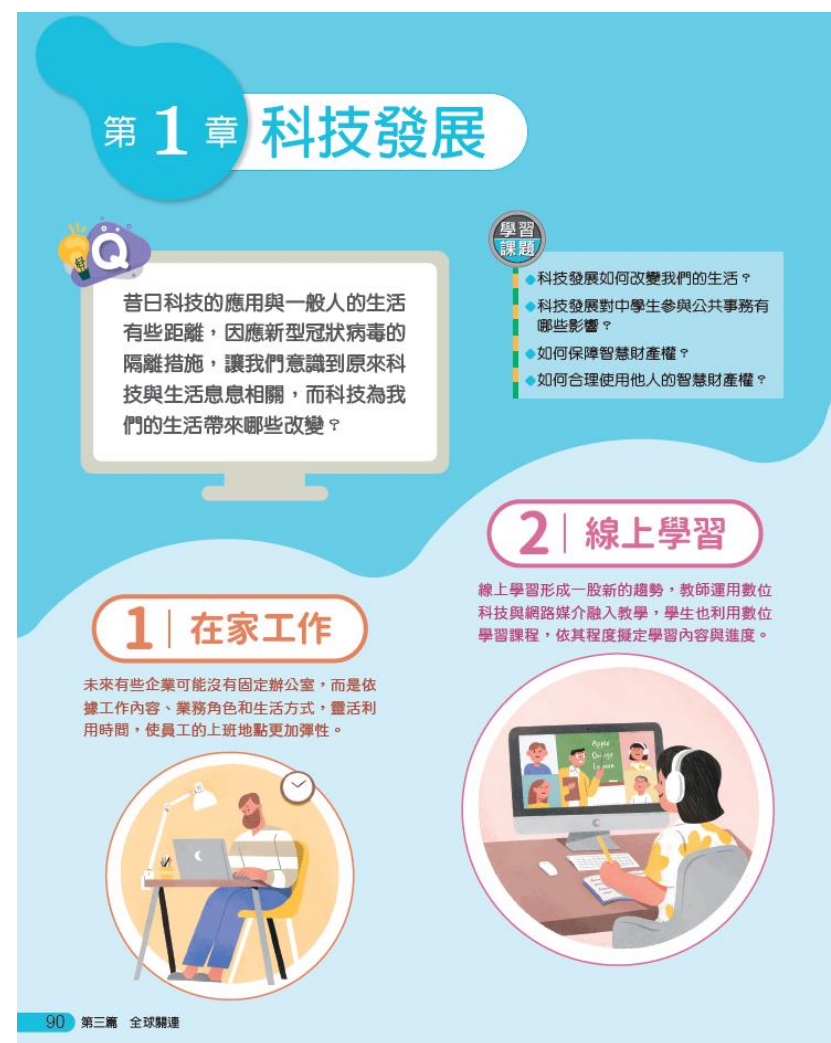 第1章 科技發展
Q
昔日科技的應用與一般人的生活
有些距離，因應新型冠狀病毒的
隔離措施，讓我們意識到原來科
技與生活息息相關，而科技為我
們的生活帶來哪些改變？
學習
課題
◆科技發展如何改變我們的生活？
◆科技發展對中學生參與公共事務有
哪些影響？
◆如何保障智慧財產權？
◆如何合理使用他人的智慧財產權？
1｜在家工作
未來有些企業可能沒有固定辦公室，而是依
據工作內容、業務角色和生活方式，靈活利
用時間，使員工的上班地點更加彈性。
2｜線上學習
線上學習形成一股新的趨勢，教師運用數位
科技與網路媒介融入教學，學生也利用數位
學習課程，依其程度擬定學習內容與進度。
Apple
Orange
90 第三篇 全球關連